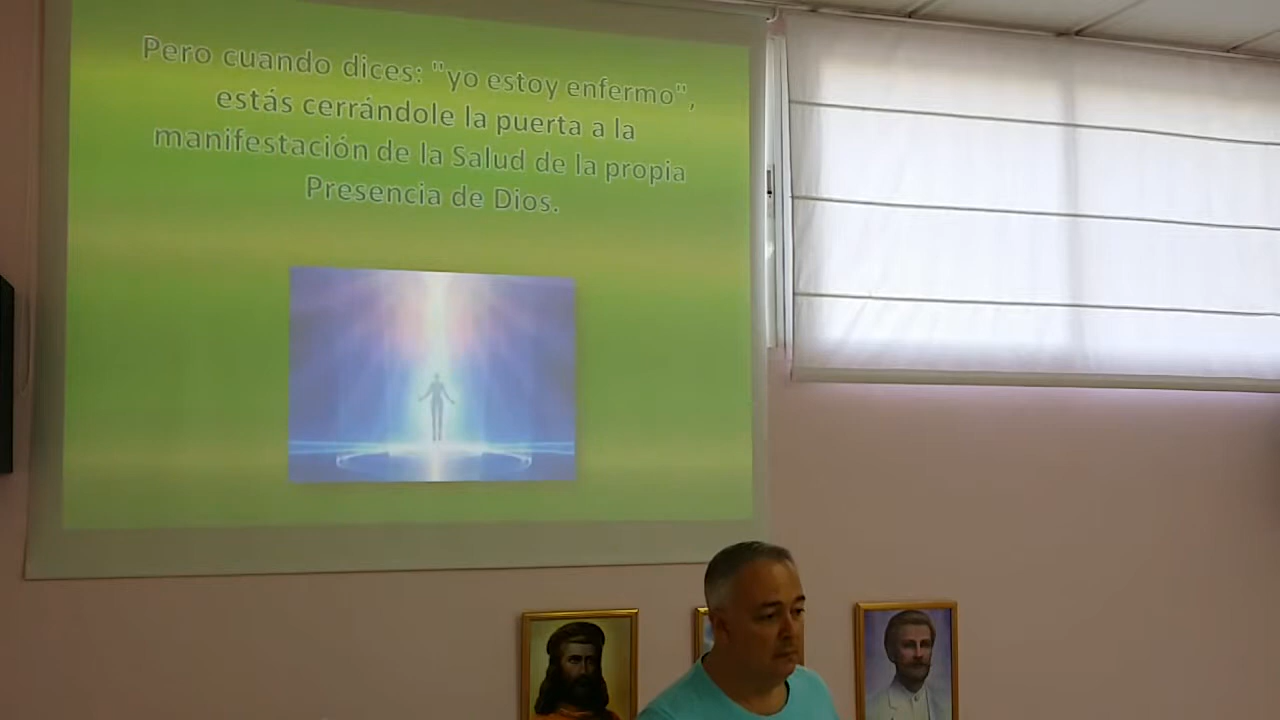 Pero cuando dices: "yo estoy enfermo",
estás cerrándole la puerta a la
manifestación de la Salud de la propia
Presencia de Dios.